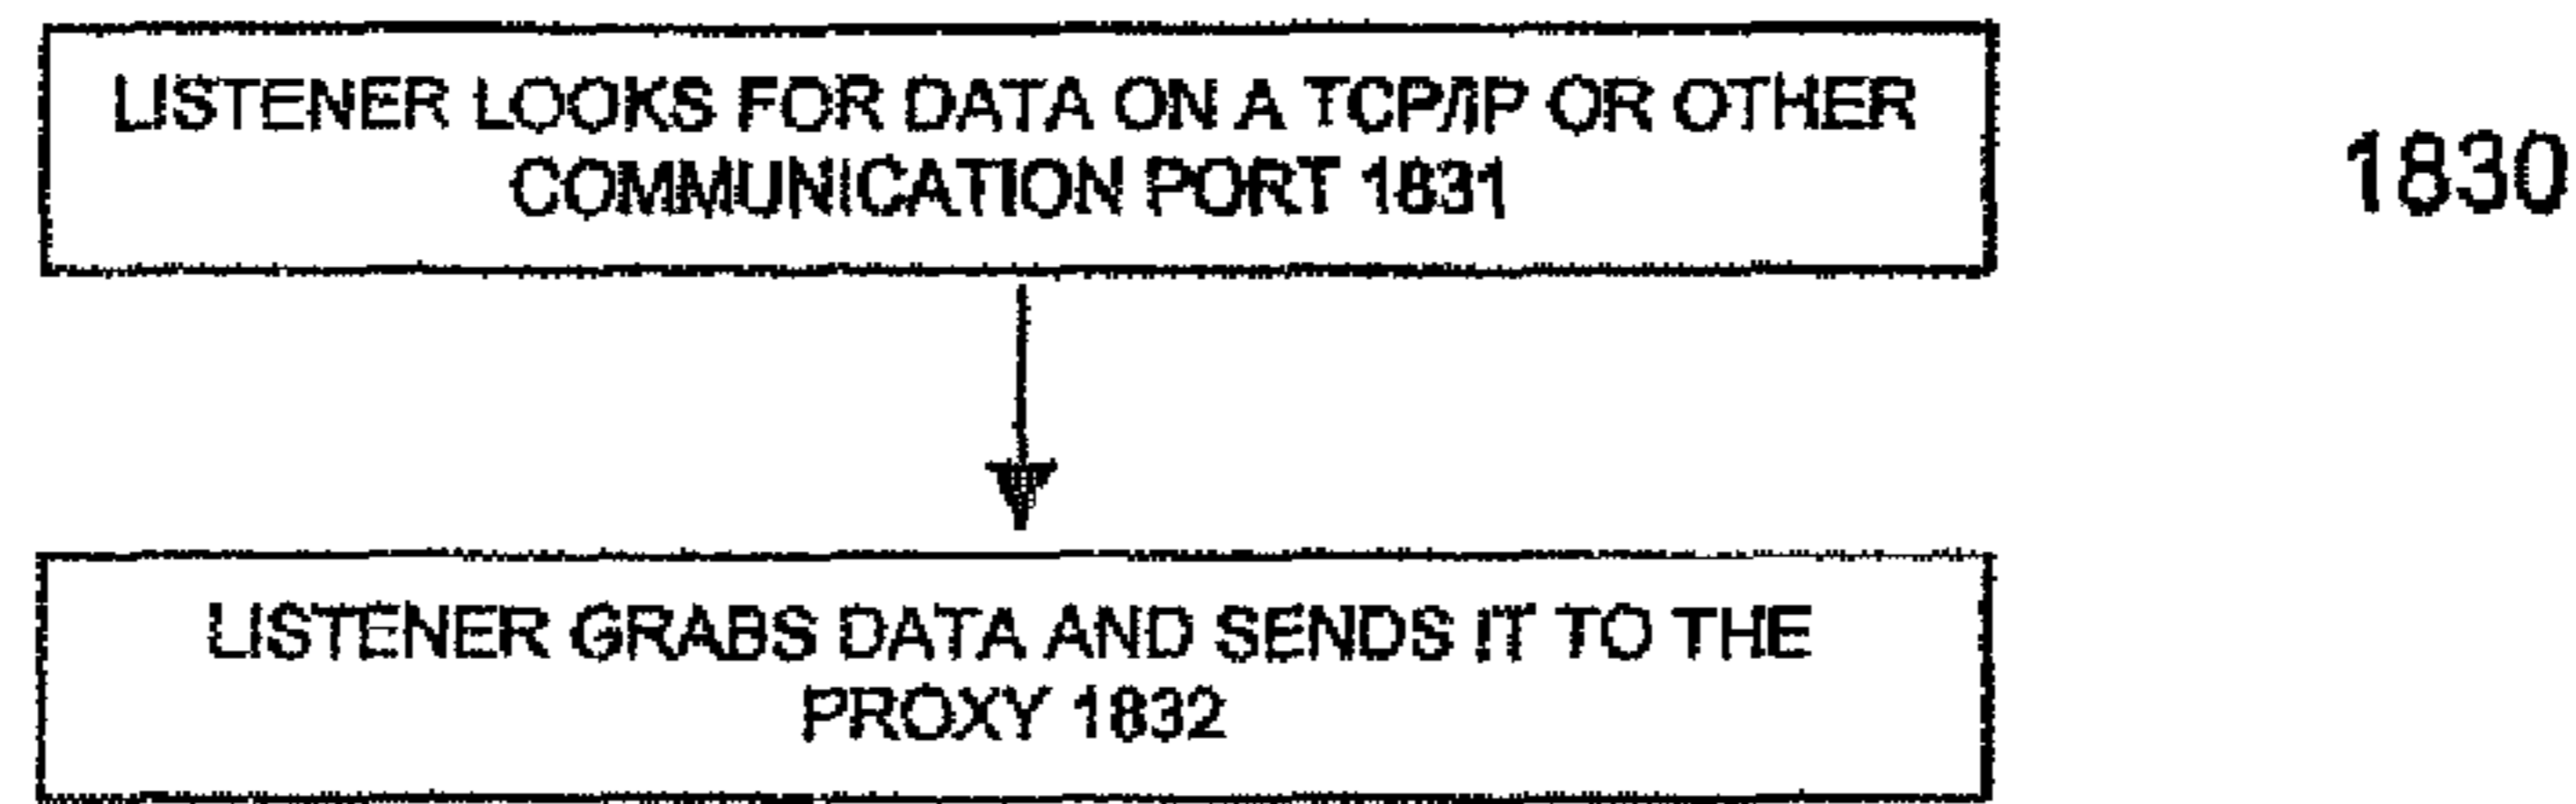 LISTENER LOOKS FOR DATA ON A TCP/IP OR OTHER
COMMUNICATION PORT 1831
1830
LISTENER GRABS DATA AND SENDS IT TO THE
PROXY 1832